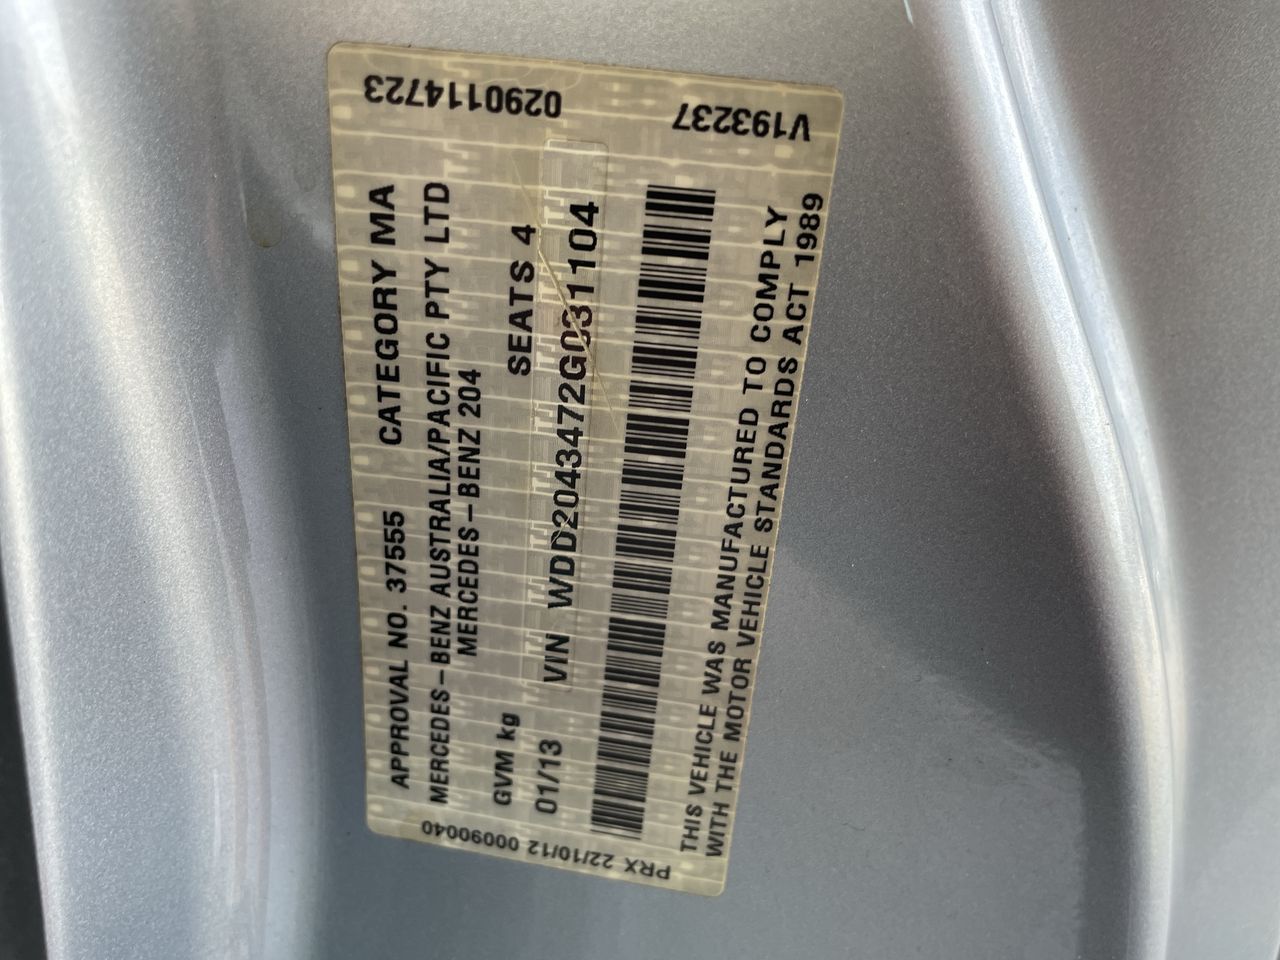 APPROVAL NO. 37555 CATEGORY MA
MERCEDES-BENZ AUSTRALIA/PACIFIC PTY LTD
MERCEDES-BENZ 204
GVM kg SEATS 4
01/13 VIN WDD2043472G031104
THIS VEHICLE WAS MANUFACTURED TO COMPLY
WITH THE MOTOR VEHICLE STANDARDS ACT 1989
0290114723 V193237
PRX 22/10/12 00090040